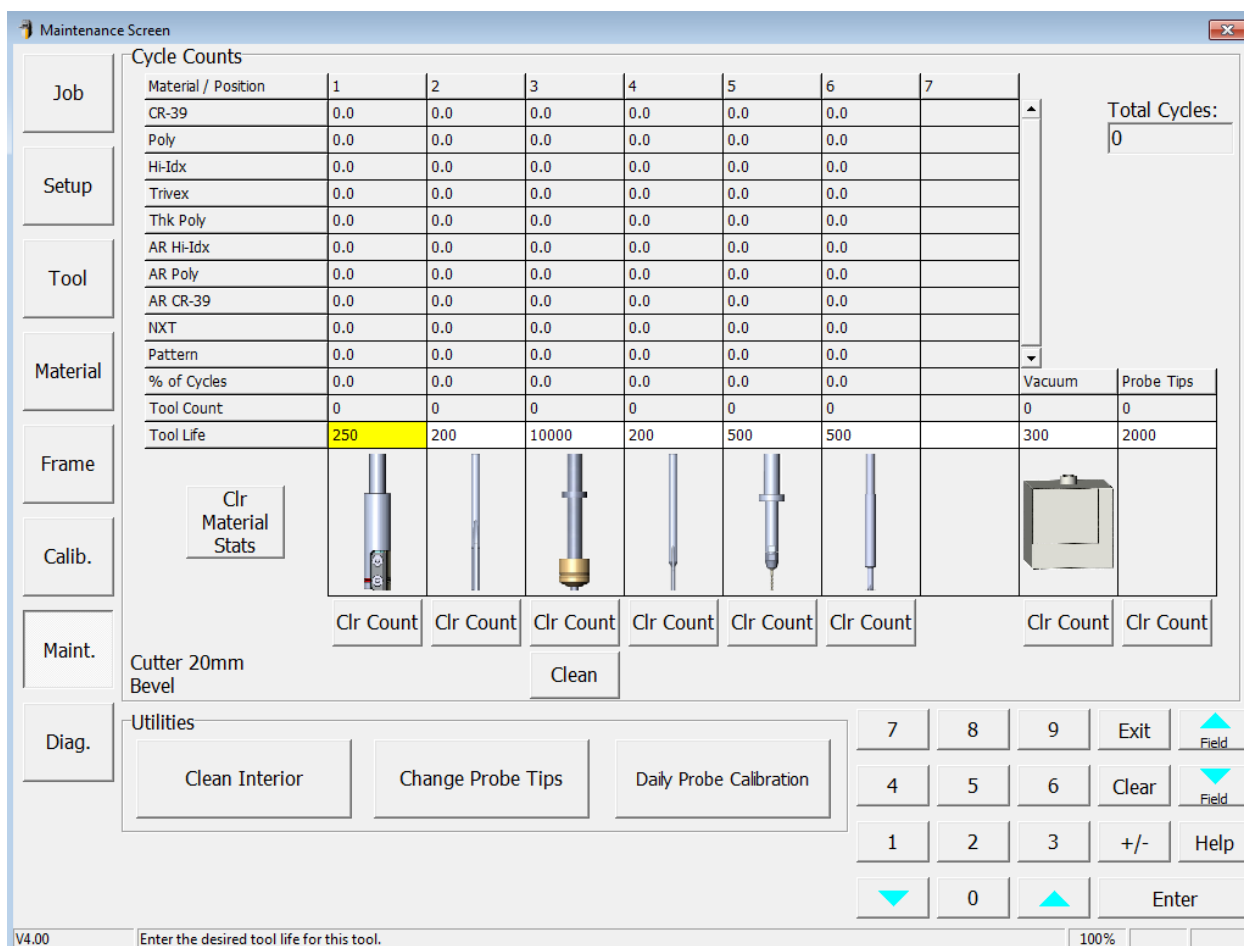 Maintenance Screen
Job
Setup
Tool
Material
Frame
Calib.
Maint.
Diag.
Cycle Counts
Material / Position 1 2 3 4 5 6 7
CR-39 0.0 0.0 0.0 0.0 0.0 0.0
Poly 0.0 0.0 0.0 0.0 0.0 0.0
Hi-Idx 0.0 0.0 0.0 0.0 0.0 0.0
Trivex 0.0 0.0 0.0 0.0 0.0 0.0
Thk Poly 0.0 0.0 0.0 0.0 0.0 0.0
AR Hi-Idx 0.0 0.0 0.0 0.0 0.0 0.0
AR Poly 0.0 0.0 0.0 0.0 0.0 0.0
AR CR-39 0.0 0.0 0.0 0.0 0.0 0.0
NXT 0.0 0.0 0.0 0.0 0.0 0.0
Pattern 0.0 0.0 0.0 0.0 0.0 0.0
% of Cycles 0.0 0.0 0.0 0.0 0.0 0.0 Vacuum Probe Tips
Tool Count 0 0 0 0 0 0 0 0
Tool Life 250 200 10000 200 500 500 300 2000
Total Cycles:
0
Clr
Material
Stats
Clr Count Clr Count Clr Count Clr Count Clr Count Clr Count Clr Count Clr Count
Cutter 20mm
Bevel
Clean
Utilities
Clean Interior Change Probe Tips Daily Probe Calibration
7 8 9 Exit Field
4 5 6 Clear Field
1 2 3 +/- Help
0 Enter
V4.00 Enter the desired tool life for this tool. 100%